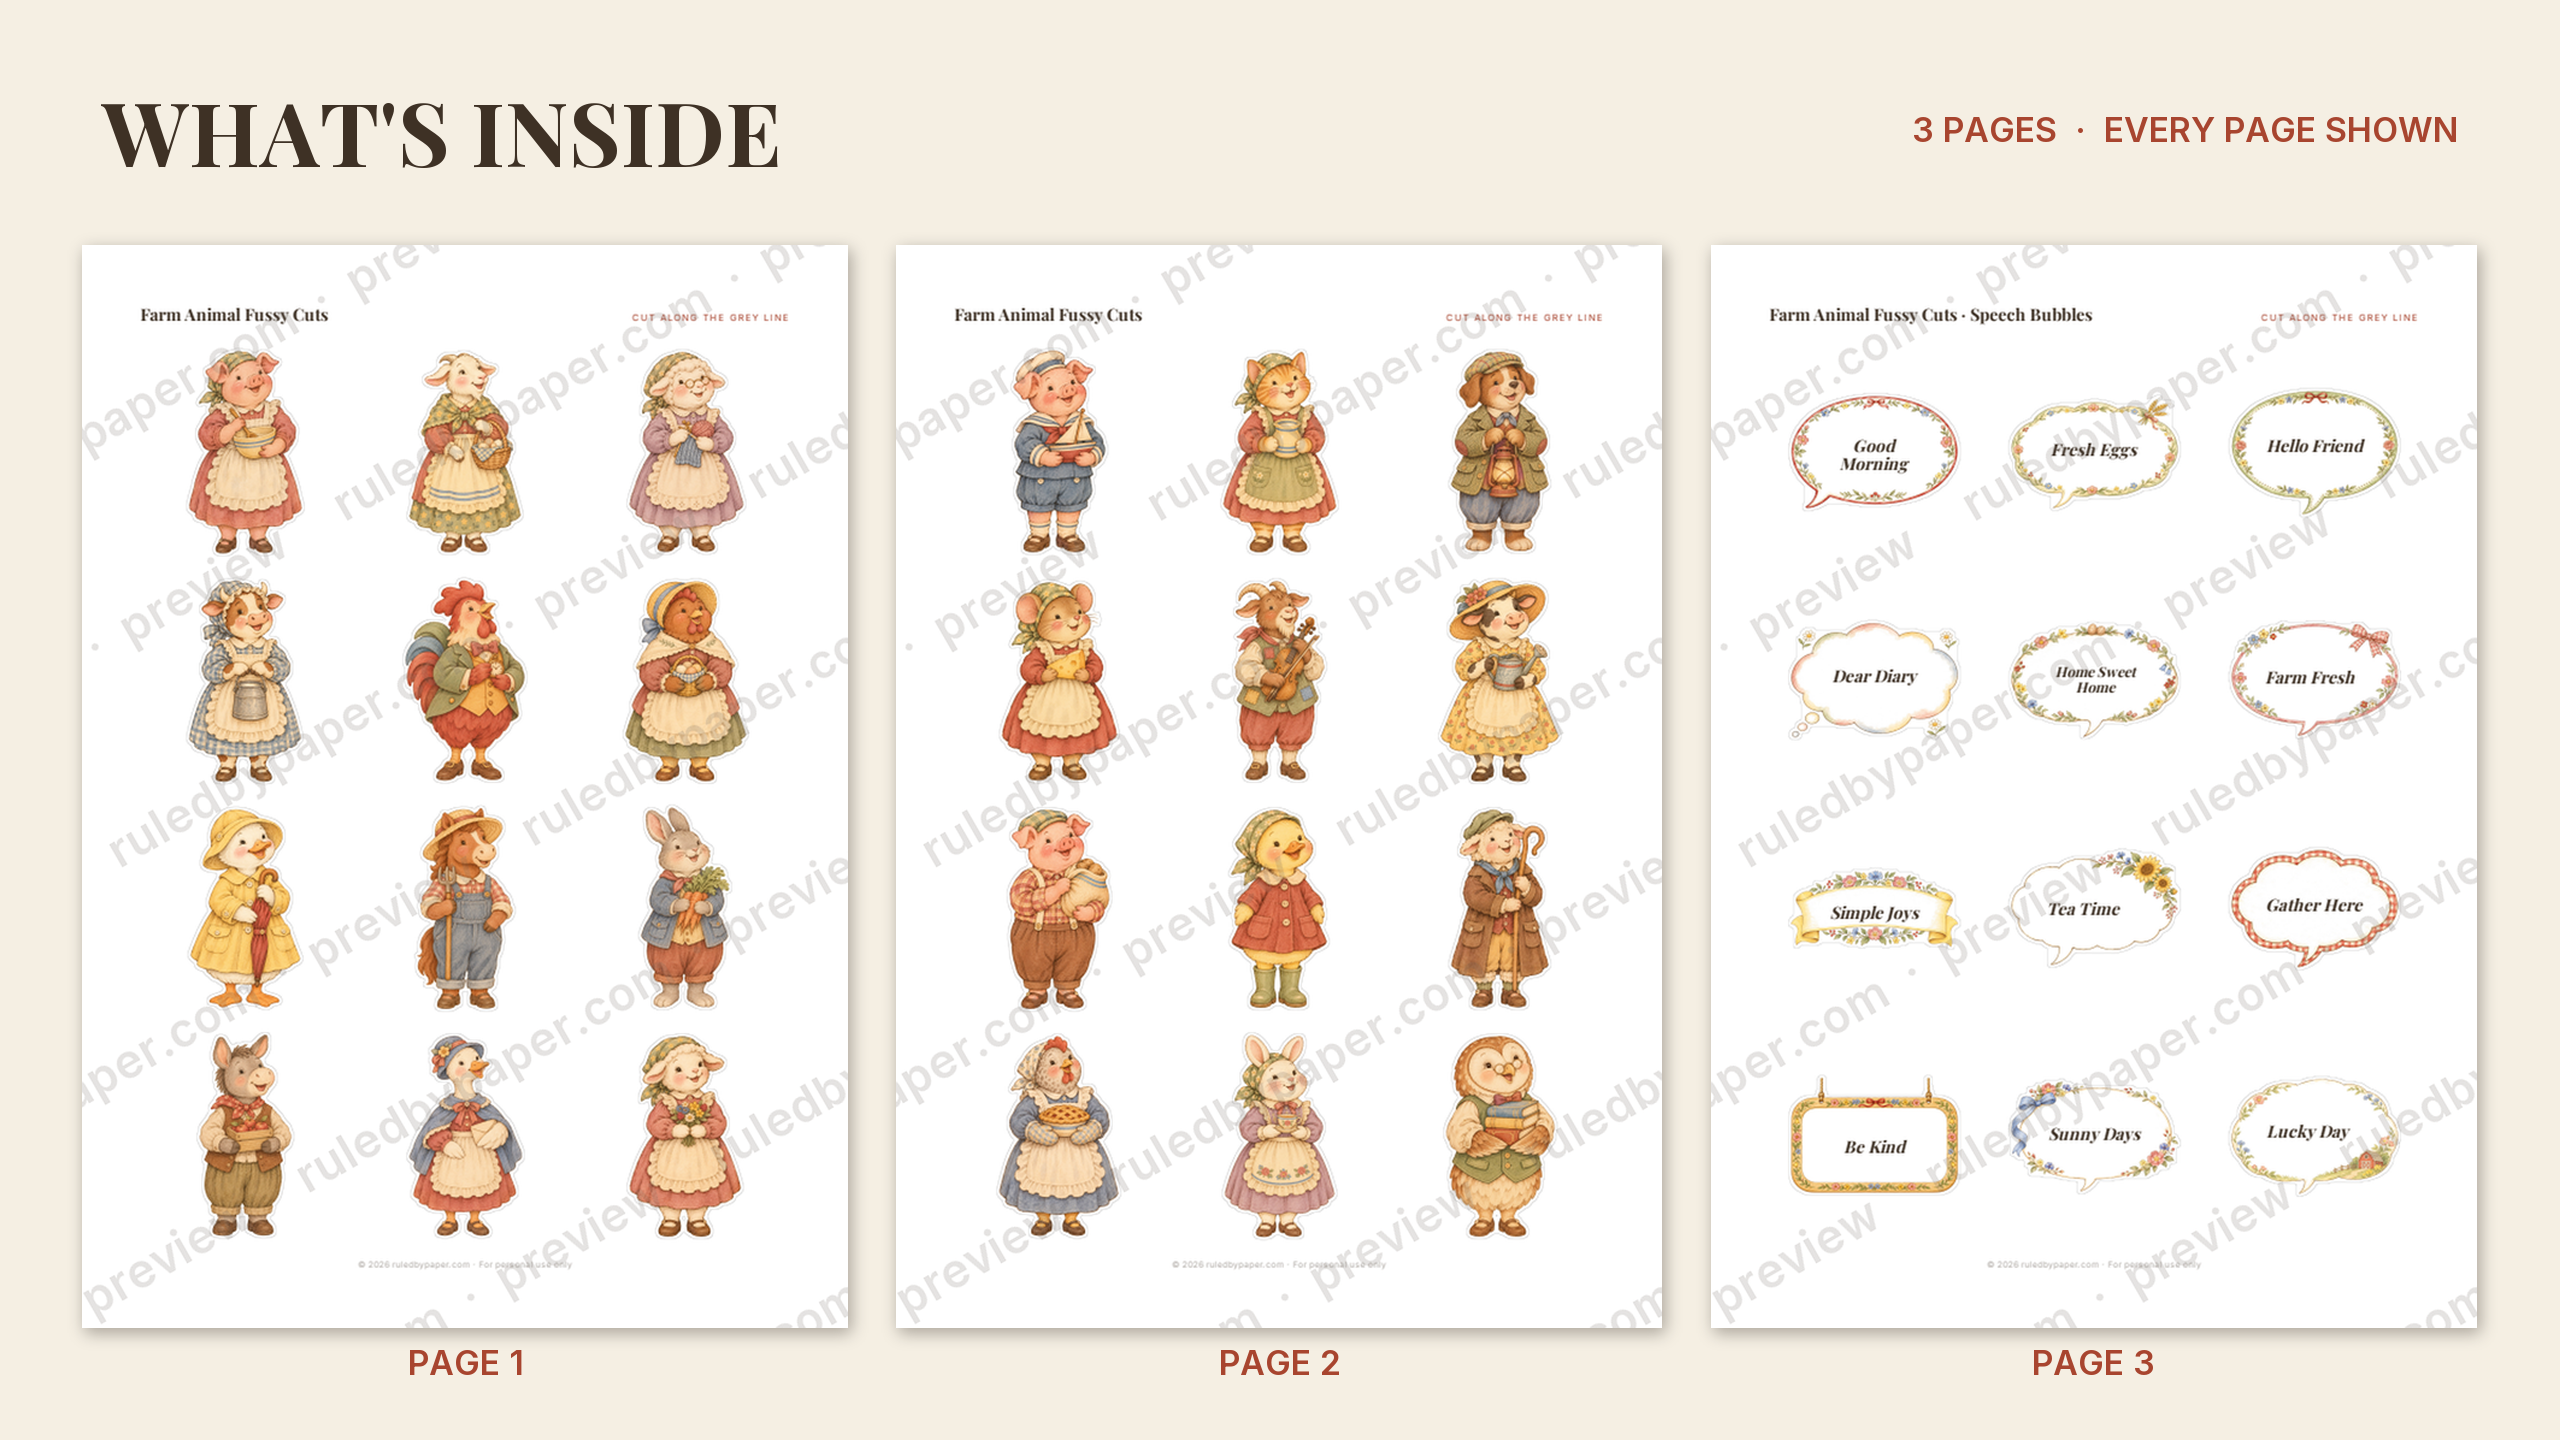 WHAT'S INSIDE
3 PAGES · EVERY PAGE SHOWN
Farm Animal Fussy Cuts
CUT ALONG THE GREY LINE
© 2026 ruledbypaper.com · For personal use only
PAGE 1
Farm Animal Fussy Cuts
CUT ALONG THE GREY LINE
© 2026 ruledbypaper.com · For personal use only
PAGE 2
Farm Animal Fussy Cuts · Speech Bubbles
CUT ALONG THE GREY LINE
Good
Morning
Fresh Eggs
Hello Friend
Dear Diary
Home Sweet
Home
Farm Fresh
Simple Joys
Tea Time
Gather Here
Be Kind
Sunny Days
Lucky Day
© 2026 ruledbypaper.com · For personal use only
PAGE 3
ruledbypaper.com · preview